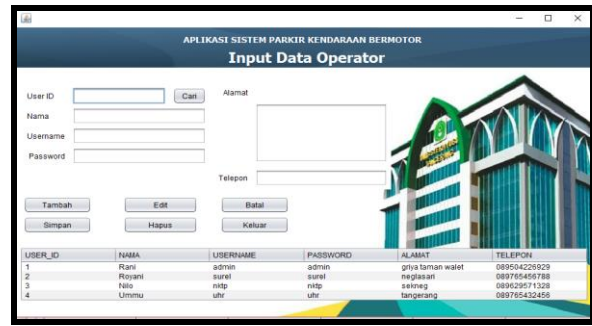 APLIKASI SISTEM PARKIR KENDARAAN BERMOTOR
Input Data Operator
User ID Cari Alamat
Nama
Username
Password
Telepon
Tambah Edit Batal
Simpan Hapus Keluar
USER_ID NAMA USERNAME PASSWORD ALAMAT TELEPON
1 Rani admin admin griya taman walet 089504226929
2 Royani surel surel neglasari 089765456788
3 Nilo nktp nktp sekneg 089629571328
4 Ummu uhr uhr tangerang 089765432456